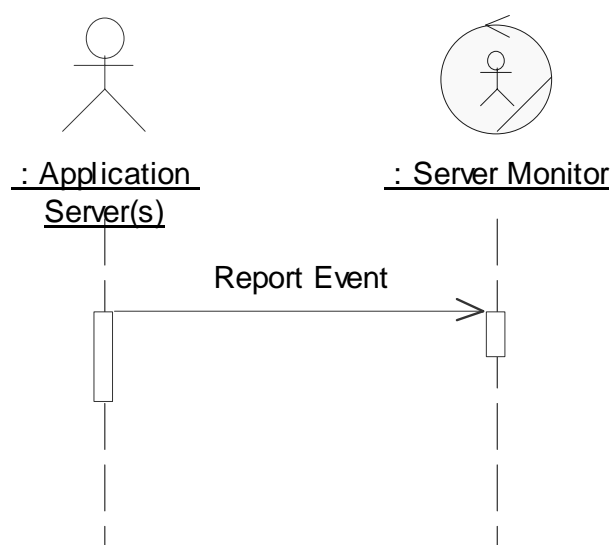 : Application
Server(s)
: Server Monitor
Report Event